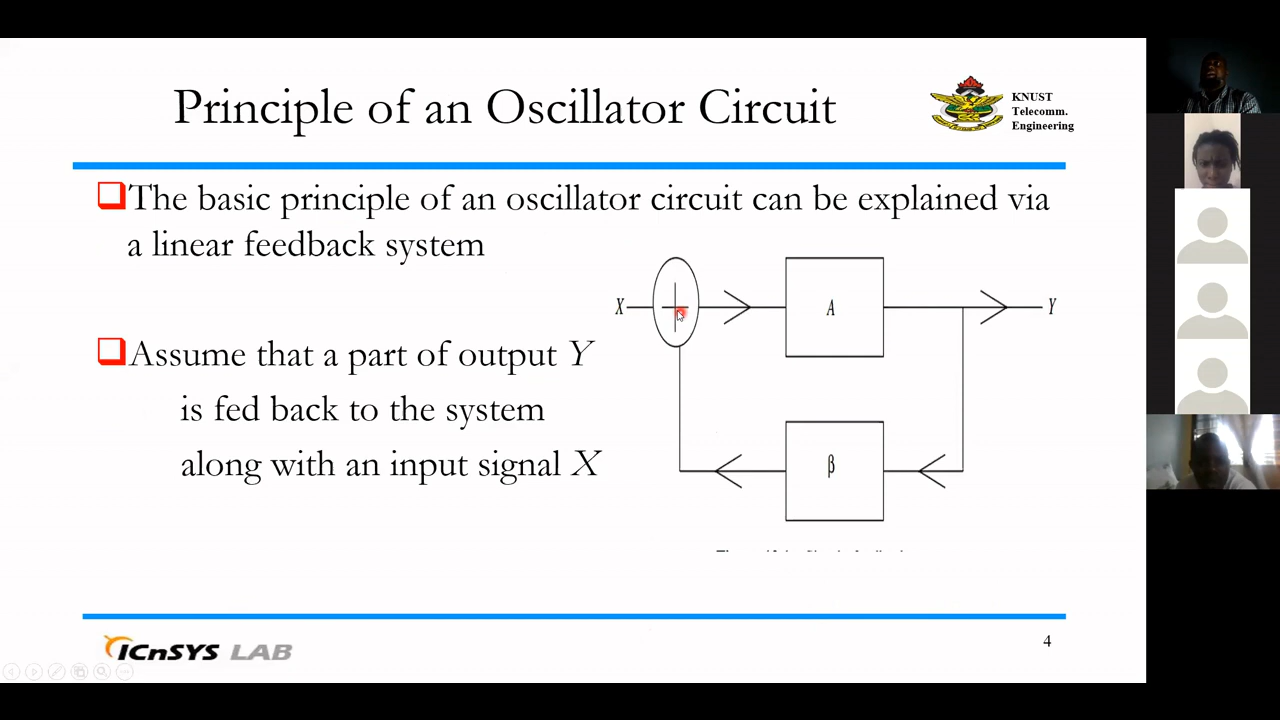 Principle of an Oscillator Circuit
KNUST
Telecomm.
Engineering
The basic principle of an oscillator circuit can be explained via
a linear feedback system
X
A
Y
Assume that a part of output Y
is fed back to the system
along with an input signal X
β
ICnSYS LAB
4